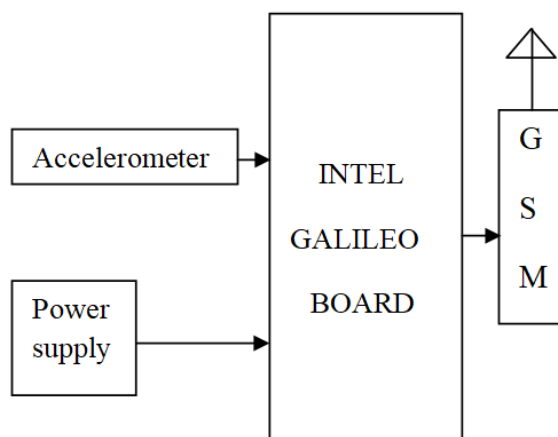 Accelerometer
Power
supply
INTEL
GALILEO
BOARD
G
S
M